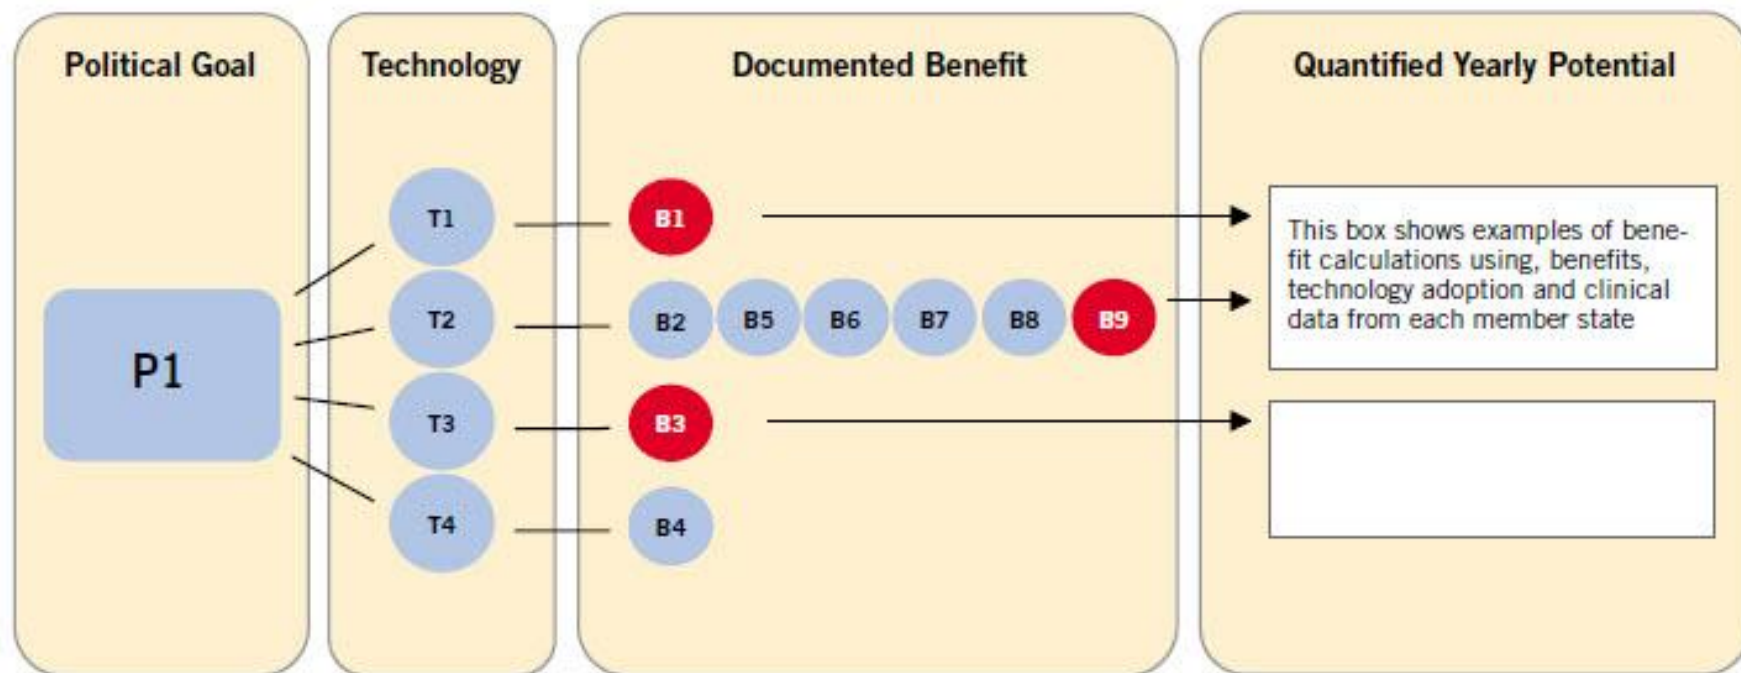 Political Goal
Technology
Documented Benefit
Quantified Yearly Potential
P1
T1
T2
T3
T4
B1
B2 B5 B6 B7 B8 B9
B3
B4
This box shows examples of bene-
fit calculations using, benefits,
technology adoption and clinical
data from each member state